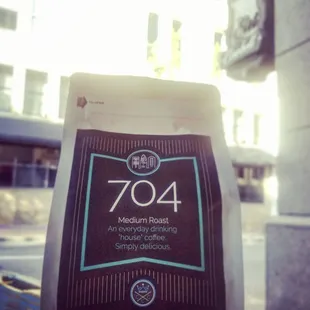 704
Medium Roast
An everyday drinking
'house' coffee.
Simply delicious.